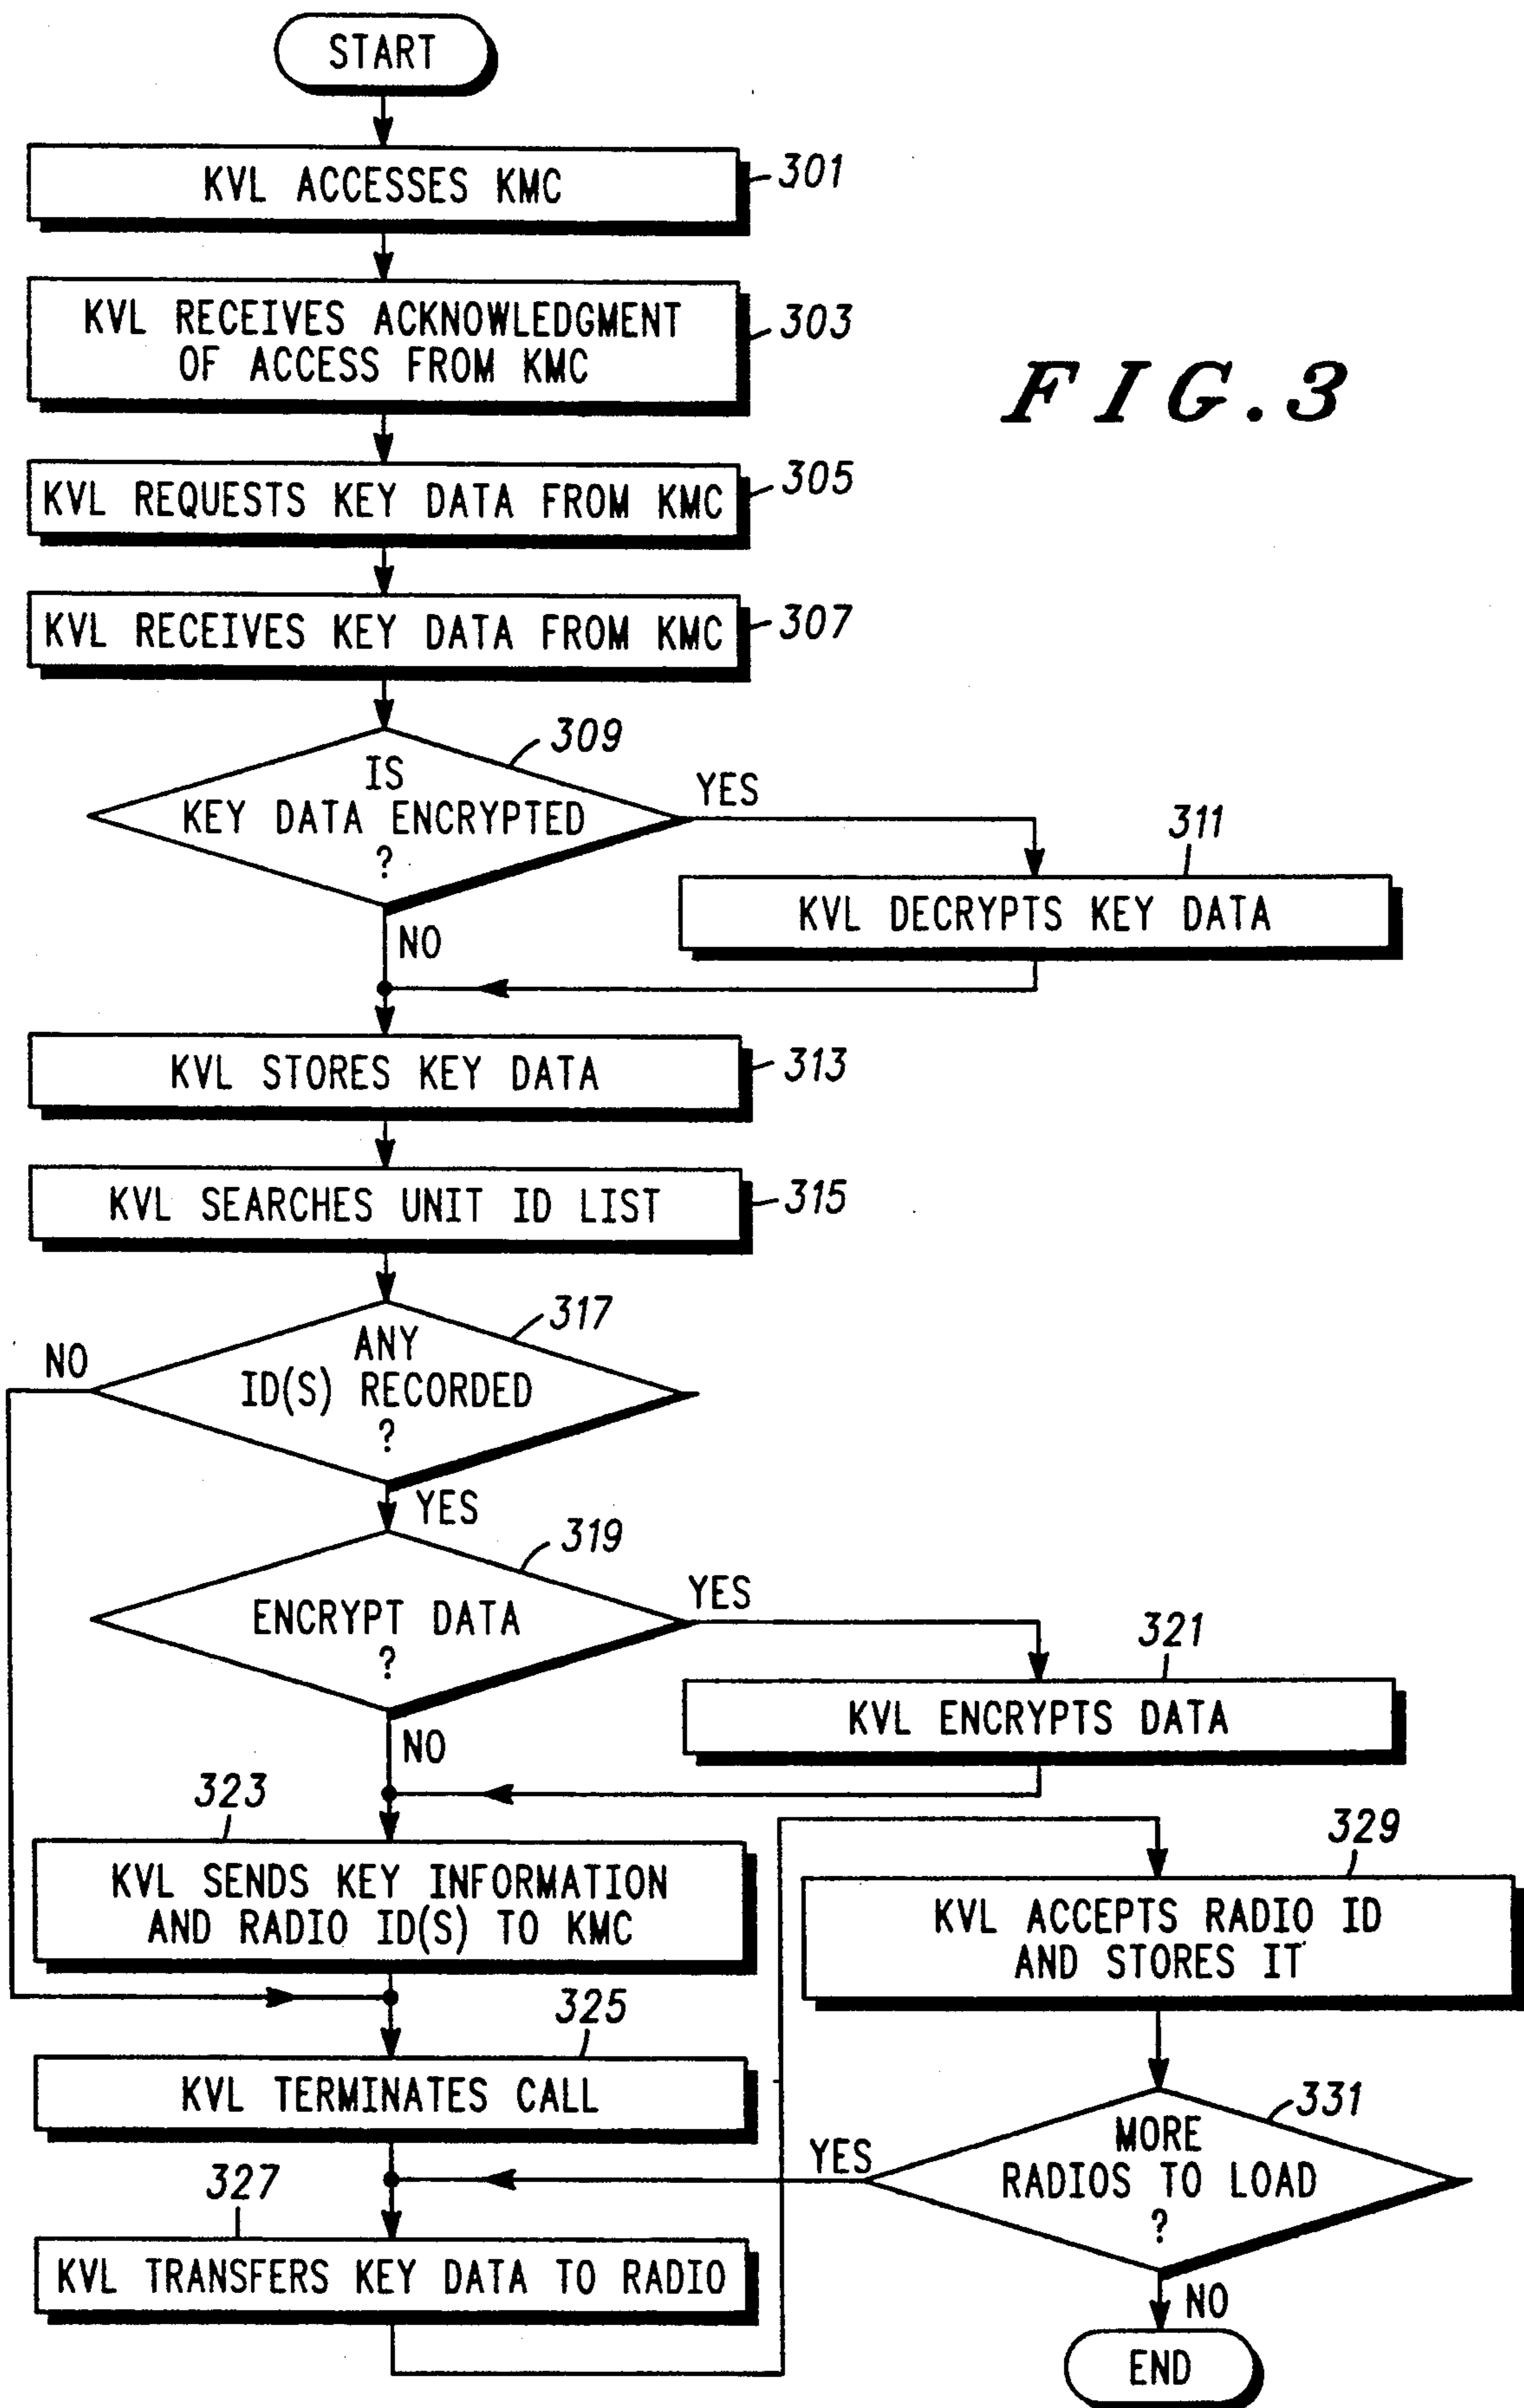 START
KVL ACCESSES KMC
301
KVL RECEIVES ACKNOWLEDGMENT
OF ACCESS FROM KMC
303
FIG.3
KVL REQUESTS KEY DATA FROM KMC
305
KVL RECEIVES KEY DATA FROM KMC
307
309
IS
KEY DATA ENCRYPTED
?
YES
NO
311
KVL DECRYPTS KEY DATA
KVL STORES KEY DATA
313
KVL SEARCHES UNIT ID LIST
315
317
ANY
ID(S) RECORDED
?
NO
YES
319
ENCRYPT DATA
?
YES
NO
321
KVL ENCRYPTS DATA
323
KVL SENDS KEY INFORMATION
AND RADIO ID(S) TO KMC
325
KVL TERMINATES CALL
327
KVL TRANSFERS KEY DATA TO RADIO
329
KVL ACCEPTS RADIO ID
AND STORES IT
331
MORE
RADIOS TO LOAD
?
YES
NO
END